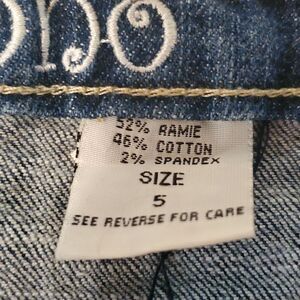 52% RAMIE
46% COTTON
2% SPANDEX
SIZE
5
SEE REVERSE FOR CARE